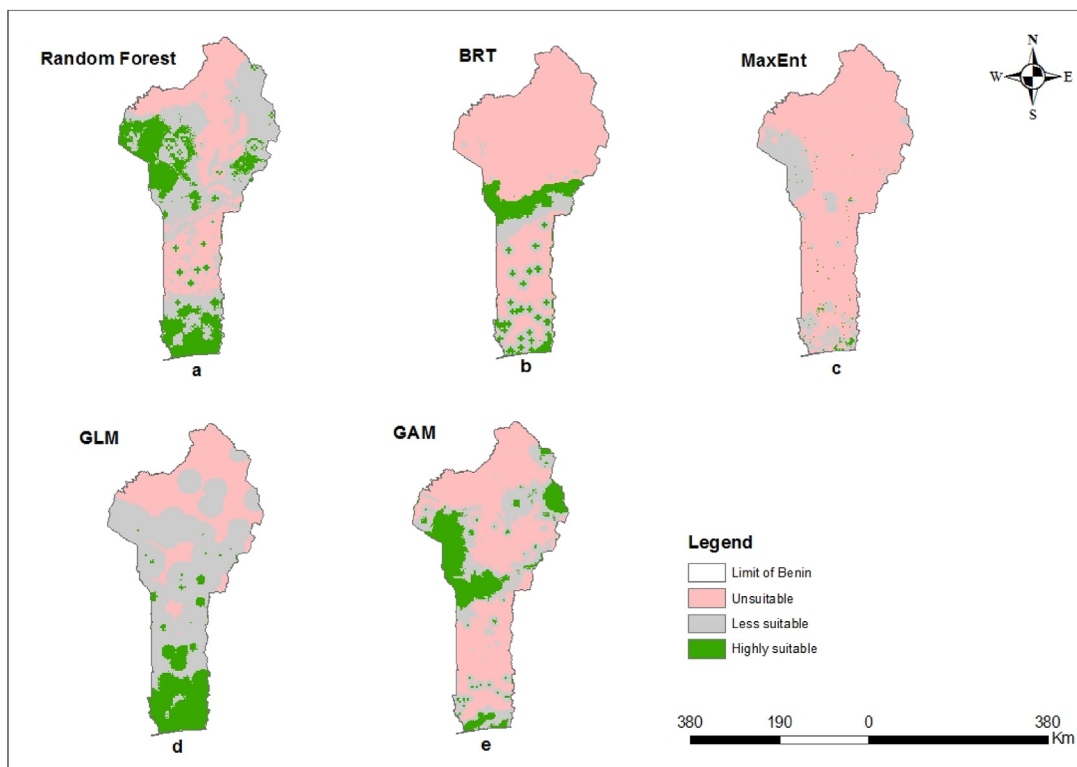 Random Forest
BRT
MaxEnt
N
W
E
S
a
b
c
GLM
GAM
d
e
Legend
Limit of Benin
Unsuitable
Less suitable
Highly suitable
380
190
0
380
Km